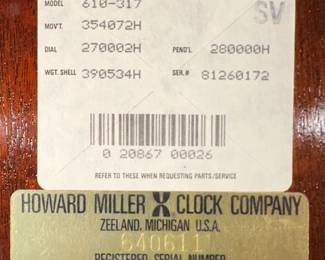 MODEL 610-317 SV
MOV'T. 354072H
DIAL 270002H PEND'L 280000H
WGT. SHELL 390534H SER.# 81260172
0 20867 00026
REFER TO THESE WHEN REQUESTING PARTS/SERVICE
HOWARD MILLER CLOCK COMPANY
ZEELAND, MICHIGAN U.S.A.
640611
REGISTERED SERIAL NUMBER